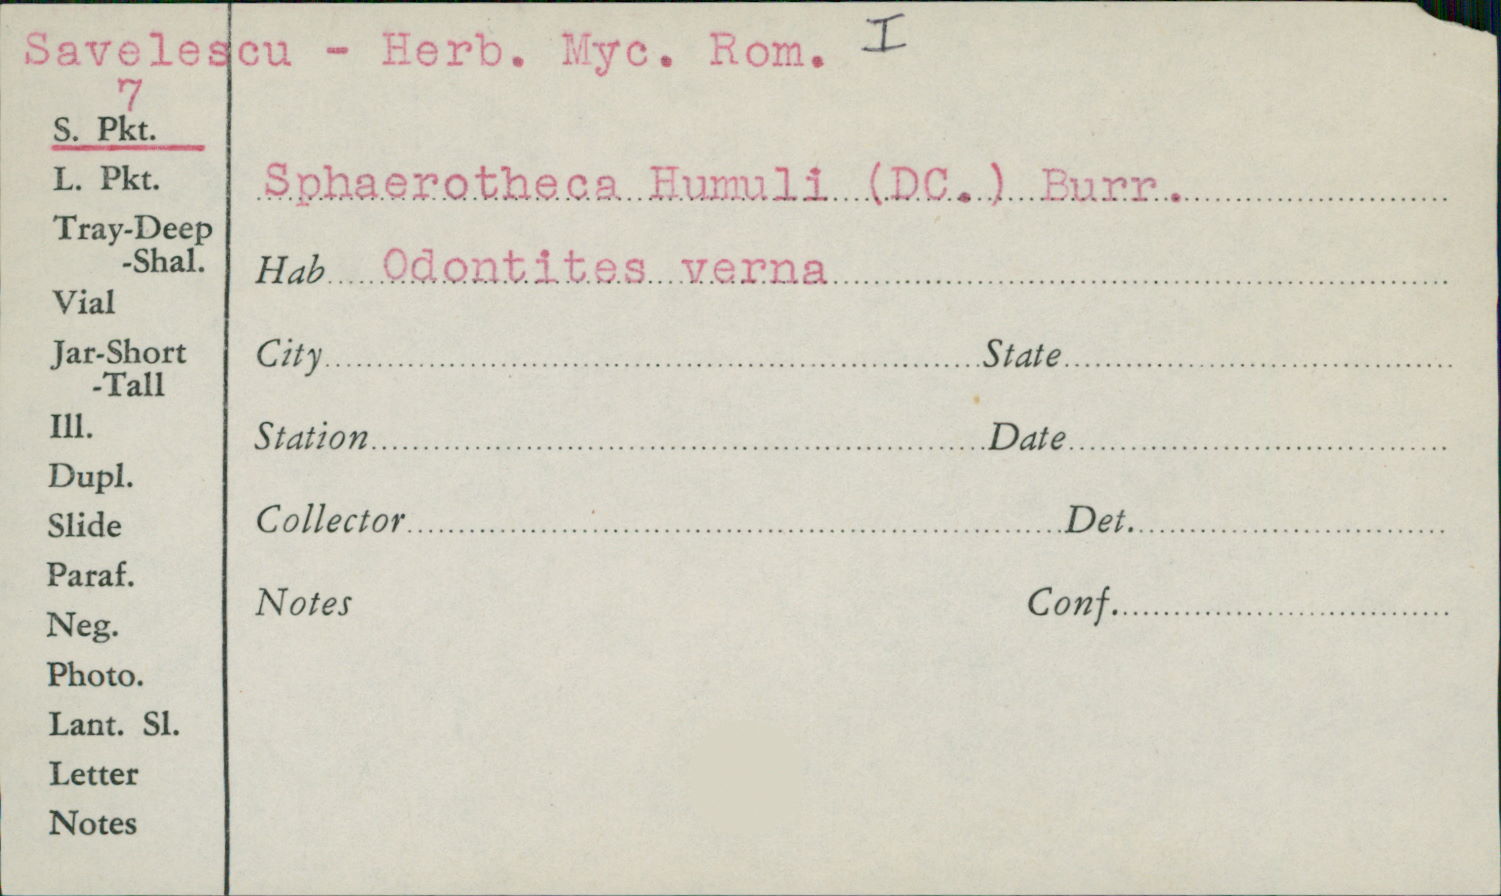 Savelescu - Herb. Myc. Rom. I
7
S. Pkt.
L. Pkt.
Tray-Deep
-Shal.
Vial
Jar-Short
-Tall
Ill.
Dupl.
Slide
Paraf.
Neg.
Photo.
Lant. Sl.
Letter
Notes
Sphaerotheca Humuli (DC.) Burr.
Hab Odontites verna
City State
Station Date
Collector Det.
Notes Conf.